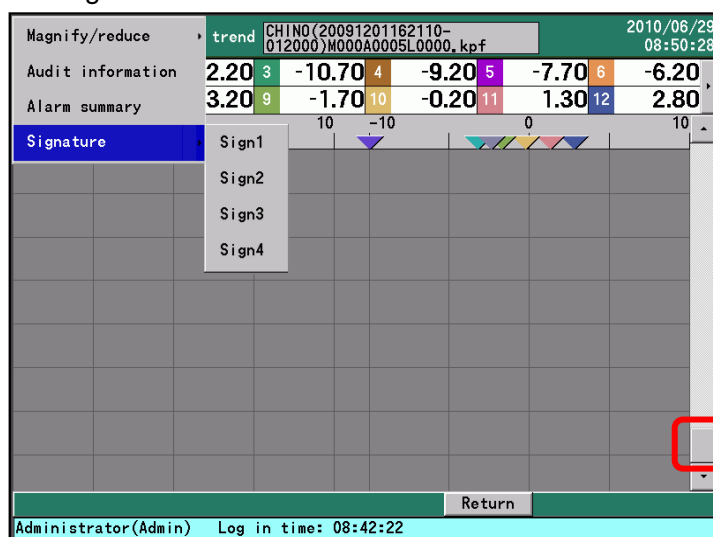 Magnify/reduce
trend
CHINO(20091201162110-
012000)M000A0005L0000.kpf
2010/06/29
08:50:28
Audit information
2.20 3 -10.70 4 -9.20 5 -7.70 6 -6.20
Alarm summary
3.20 9 -1.70 10 -0.20 11 1.30 12 2.80
10 -10 0 10
Signature
Sign1
Sign2
Sign3
Sign4
Return
Administrator(Admin) Log in time: 08:42:22